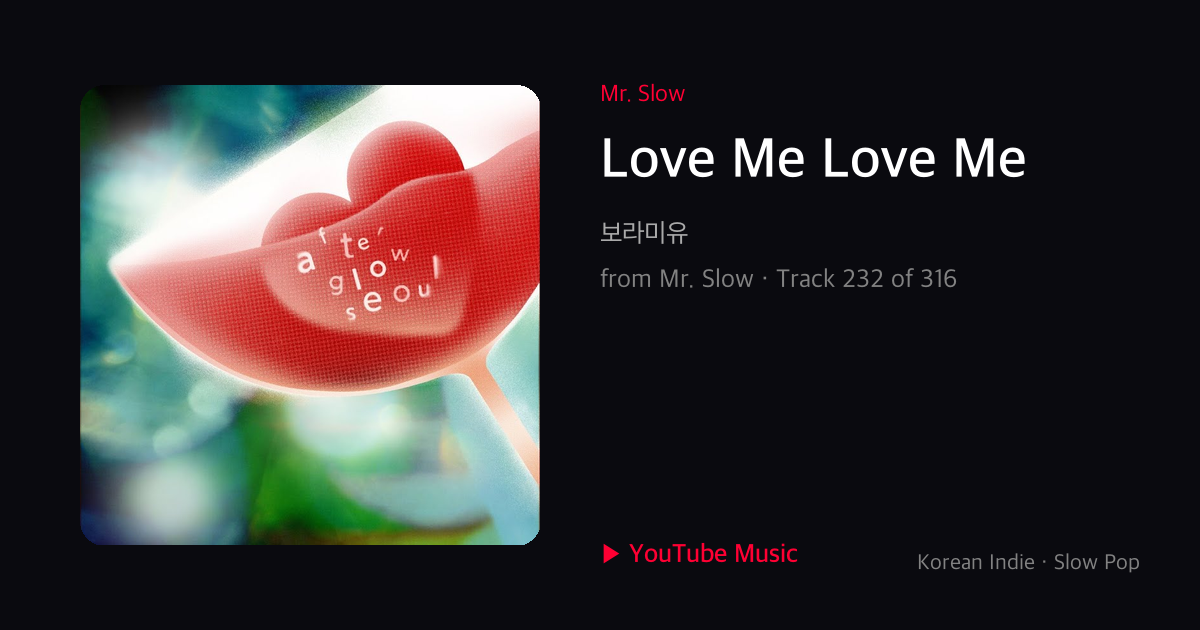 Mr. Slow
Love Me Love Me
보라미유
from Mr. Slow · Track 232 of 316
after
glow
seoul
▶ YouTube Music
Korean Indie · Slow Pop